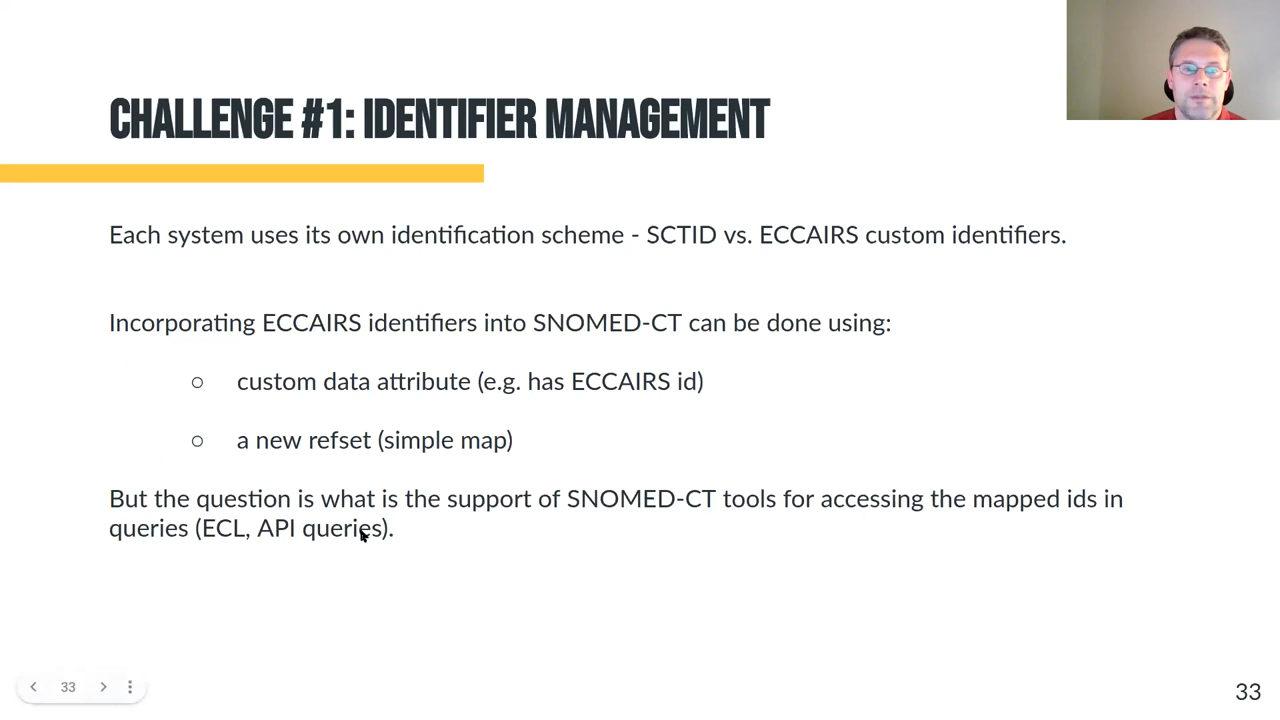 CHALLENGE #1: IDENTIFIER MANAGEMENT
Each system uses its own identification scheme - SCTID vs. ECCAIRS custom identifiers.
Incorporating ECCAIRS identifiers into SNOMED-CT can be done using:
○ custom data attribute (e.g. has ECCAIRS id)
○ a new refset (simple map)
But the question is what is the support of SNOMED-CT tools for accessing the mapped ids in
queries (ECL, API queries).
33
33